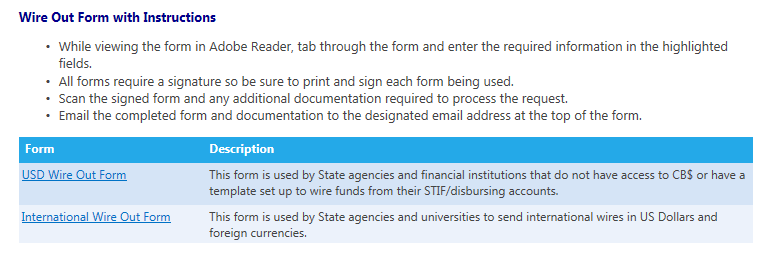 Wire Out Form with Instructions
• While viewing the form in Adobe Reader, tab through the form and enter the required information in the highlighted
fields.
• All forms require a signature so be sure to print and sign each form being used.
• Scan the signed form and any additional documentation required to process the request.
• Email the completed form and documentation to the designated email address at the top of the form.
Form Description
USD Wire Out Form This form is used by State agencies and financial institutions that do not have access to CB$ or have a
template set up to wire funds from their STIF/disbursing accounts.
International Wire Out Form This form is used by State agencies and universities to send international wires in US Dollars and
foreign currencies.